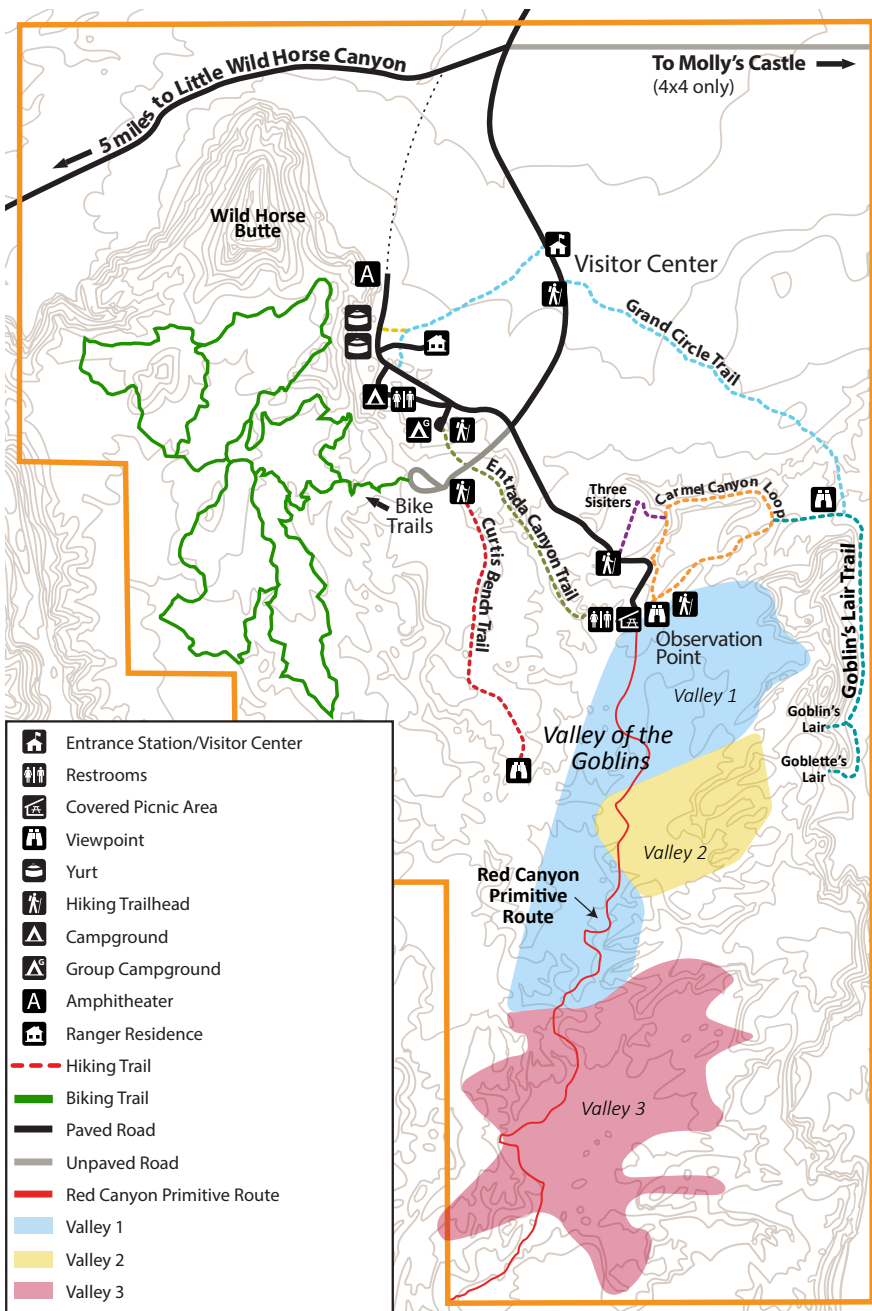 To Molly's Castle
(4x4 only)
5 miles to Little Wild Horse Canyon
Wild Horse
Butte
Visitor Center
A
Grand Circle Trail
G
Entrada Canyon Trail
Three
Sisiters
Carmel Canyon
Loop
Bike
Trails
Curtis Bench Trail
Goblin's Lair Trail
Observation
Point
Valley 1
Goblin's
Lair
Valley of the
Goblins
Goblette's
Lair
Valley 2
Red Canyon
Primitive
Route
Valley 3
Entrance Station/Visitor Center
Restrooms
Covered Picnic Area
Viewpoint
Yurt
Hiking Trailhead
Campground
G
Group Campground
A
Amphitheater
Ranger Residence
Hiking Trail
Biking Trail
Paved Road
Unpaved Road
Red Canyon Primitive Route
Valley 1
Valley 2
Valley 3